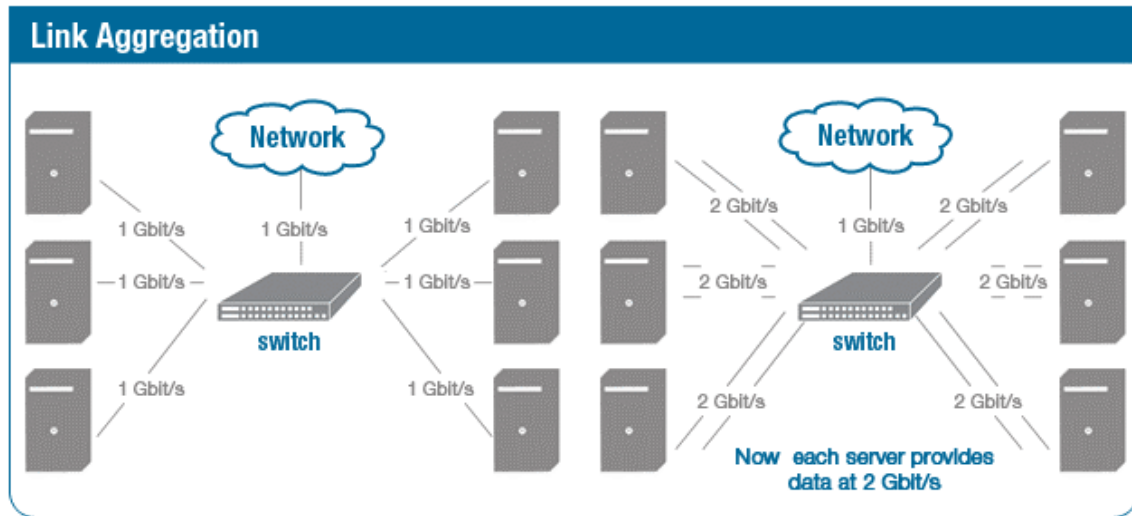 Link Aggregation
Network
1 Gbit/s
1 Gbit/s
1 Gbit/s
1 Gbit/s
1 Gbit/s
switch
1 Gbit/s
1 Gbit/s
Network
2 Gbit/s
2 Gbit/s
1 Gbit/s
2 Gbit/s
2 Gbit/s
switch
2 Gbit/s
2 Gbit/s
Now each server provides
data at 2 Gbit/s